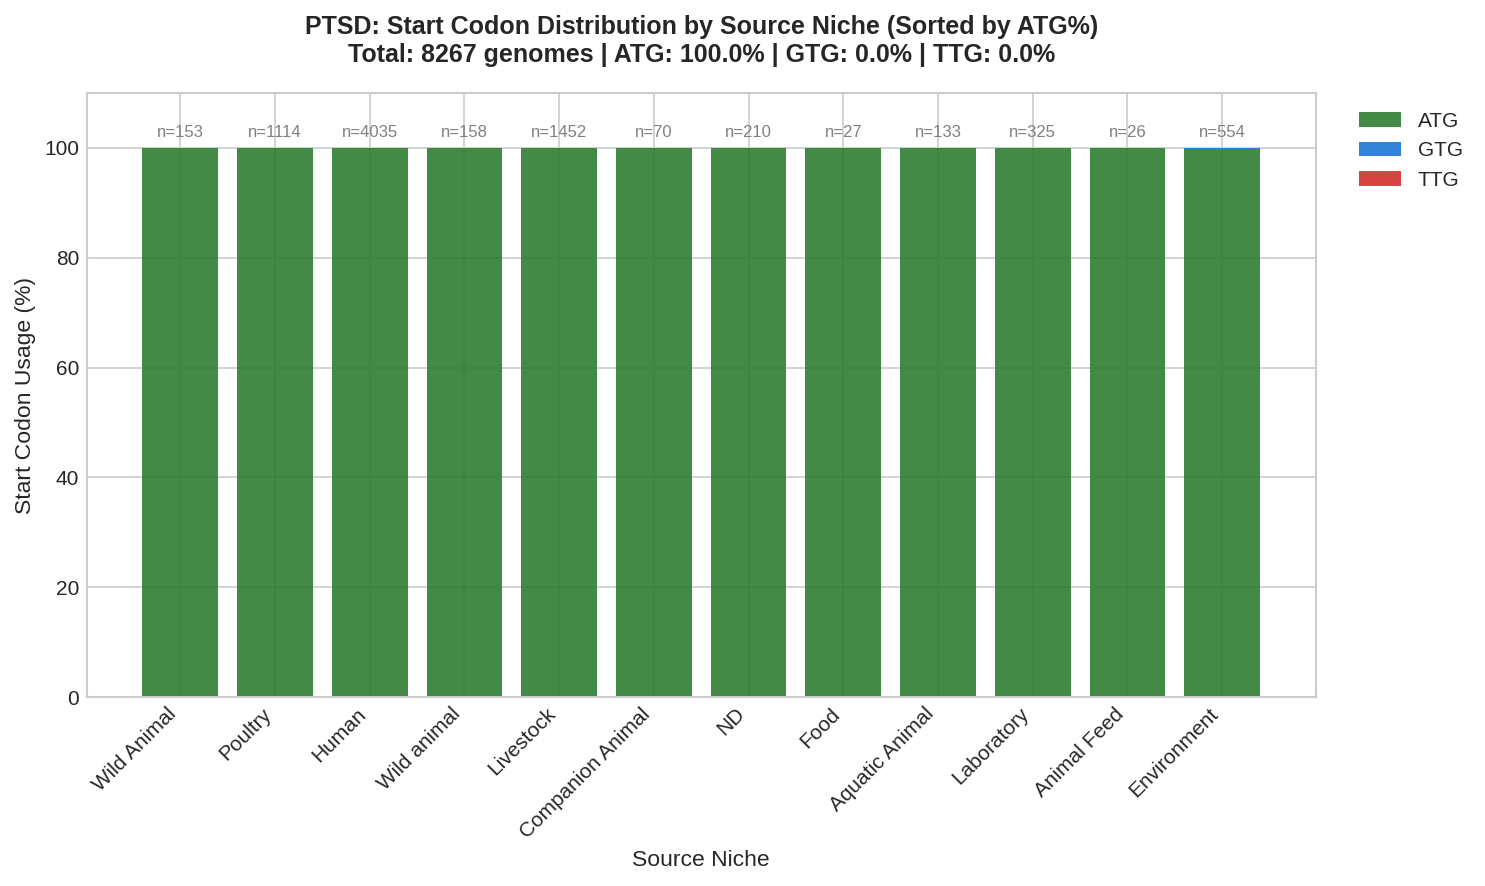 PTSD: Start Codon Distribution by Source Niche (Sorted by ATG%)
Total: 8267 genomes | ATG: 100.0% | GTG: 0.0% | TTG: 0.0%
n=153 n=1114 n=4035 n=158 n=1452 n=70 n=210 n=27 n=133 n=325 n=26 n=554
ATG
GTG
TTG
100
80
60
40
20
0
Start Codon Usage (%)
Wild Animal
Poultry
Human
Wild animal
Livestock
Companion Animal
ND
Food
Aquatic Animal
Laboratory
Animal Feed
Environment
Source Niche